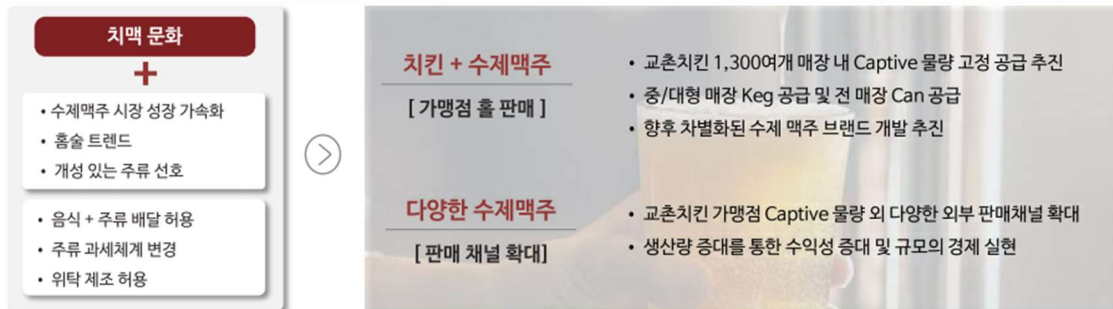 치맥 문화
+
• 수제맥주 시장 성장 가속화
• 홈술 트렌드
• 개성 있는 주류 선호
• 음식 + 주류 배달 허용
• 주류 과세체계 변경
• 위탁 제조 허용
치킨 + 수제맥주
[ 가맹점 홀 판매 ]
• 교촌치킨 1,300여개 매장 내 Captive 물량 고정 공급 추진
• 중/대형 매장 Keg 공급 및 전 매장 Can 공급
• 향후 차별화된 수제 맥주 브랜드 개발 추진
다양한 수제맥주
[ 판매 채널 확대]
• 교촌치킨 가맹점 Captive 물량 외 다양한 외부 판매채널 확대
• 생산량 증대를 통한 수익성 증대 및 규모의 경제 실현